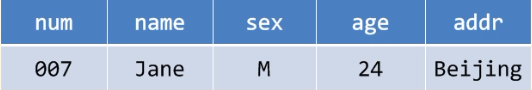 num name sex age addr
007 Jane M 24 Beijing